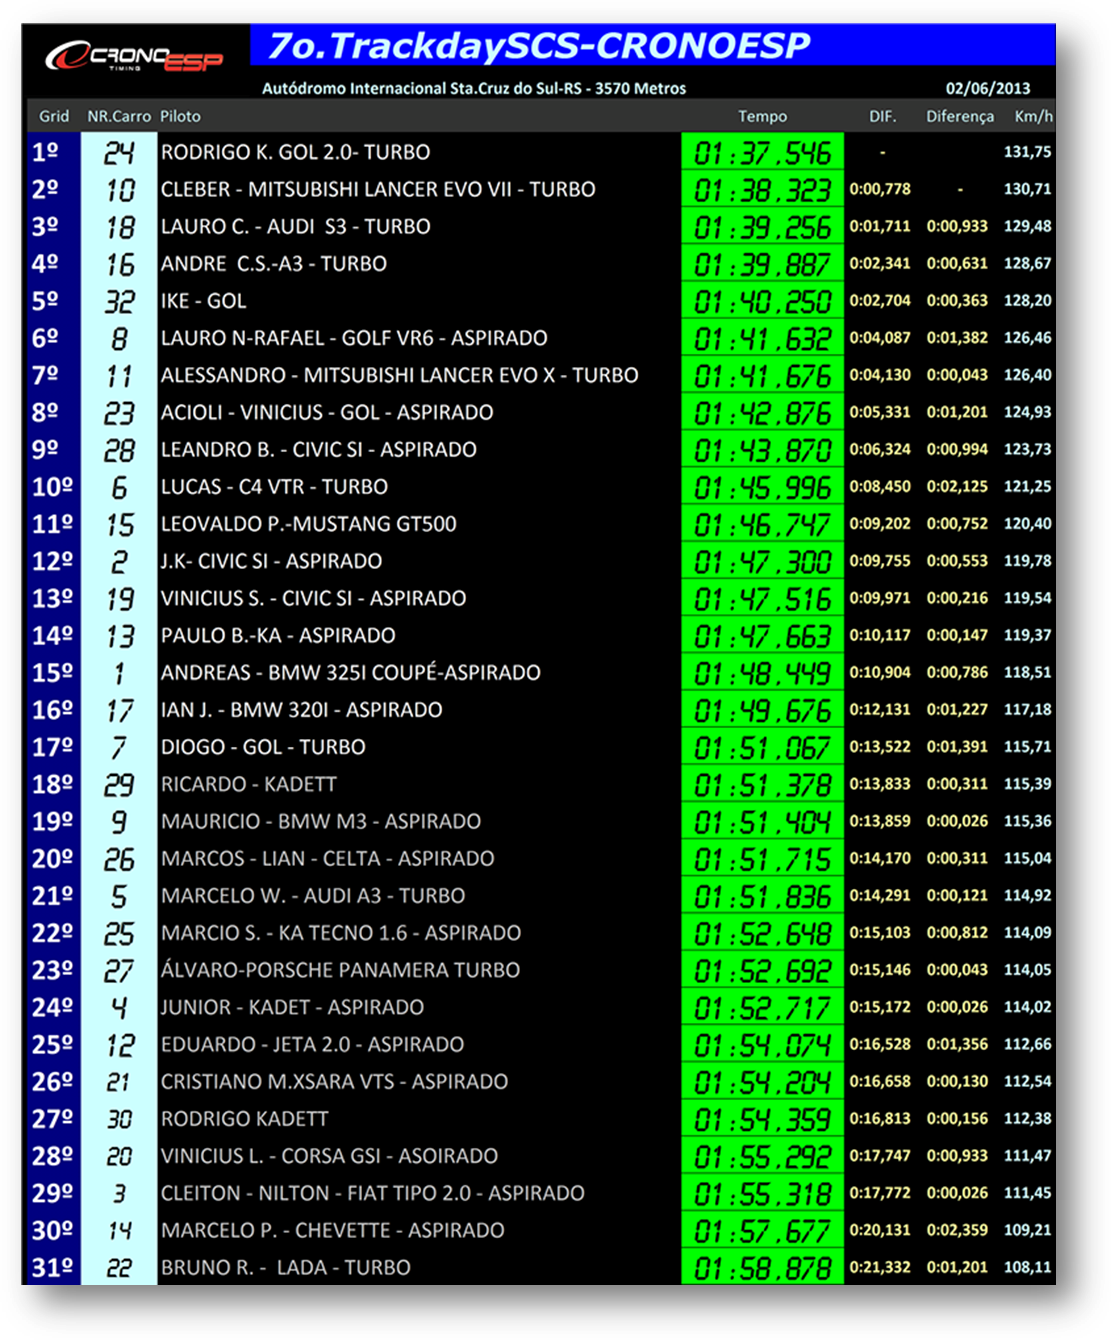 CRONOESP
TIMING
7o.TrackdaySCS-CRONOESP
Autódromo Internacional Sta.Cruz do Sul-RS - 3570 Metros 02/06/2013
Grid NR.Carro Piloto Tempo DIF. Diferença Km/h
1º 24 RODRIGO K. GOL 2.0- TURBO 01:37.546 - 131,75
2º 10 CLEBER - MITSUBISHI LANCER EVO VII - TURBO 01:38.323 0:00,778 - 130,71
3º 18 LAURO C. - AUDI  S3 - TURBO 01:39.256 0:01,711 0:00,933 129,48
4º 16 ANDRE  C.S.-A3 - TURBO 01:39.887 0:02,341 0:00,631 128,67
5º 32 IKE - GOL 01:40.250 0:02,704 0:00,363 128,20
6º 8 LAURO N-RAFAEL - GOLF VR6 - ASPIRADO 01:41.632 0:04,087 0:01,382 126,46
7º 11 ALESSANDRO - MITSUBISHI LANCER EVO X - TURBO 01:41.676 0:04,130 0:00,043 126,40
8º 23 ACIOLI - VINICIUS - GOL - ASPIRADO 01:42.876 0:05,331 0:01,201 124,93
9º 28 LEANDRO B. - CIVIC SI - ASPIRADO 01:43.870 0:06,324 0:00,994 123,73
10º 6 LUCAS - C4 VTR - TURBO 01:45.996 0:08,450 0:02,125 121,25
11º 15 LEOVALDO P.-MUSTANG GT500 01:46.747 0:09,202 0:00,752 120,40
12º 2 J.K- CIVIC SI - ASPIRADO 01:47.300 0:09,755 0:00,553 119,78
13º 19 VINICIUS S. - CIVIC SI - ASPIRADO 01:47.516 0:09,971 0:00,216 119,54
14º 13 PAULO B.-KA - ASPIRADO 01:47.663 0:10,117 0:00,147 119,37
15º 1 ANDREAS - BMW 325I COUPÉ-ASPIRADO 01:48.449 0:10,904 0:00,786 118,51
16º 17 IAN J. - BMW 320I - ASPIRADO 01:49.676 0:12,131 0:01,227 117,18
17º 7 DIOGO - GOL - TURBO 01:51.067 0:13,522 0:01,391 115,71
18º 29 RICARDO - KADETT 01:51.378 0:13,833 0:00,311 115,39
19º 9 MAURICIO - BMW M3 - ASPIRADO 01:51.404 0:13,859 0:00,026 115,36
20º 26 MARCOS - LIAN - CELTA - ASPIRADO 01:51.715 0:14,170 0:00,311 115,04
21º 5 MARCELO W. - AUDI A3 - TURBO 01:51.836 0:14,291 0:00,121 114,92
22º 25 MARCIO S. - KA TECNO 1.6 - ASPIRADO 01:52.648 0:15,103 0:00,812 114,09
23º 27 ÁLVARO-PORSCHE PANAMERA TURBO 01:52.692 0:15,146 0:00,043 114,05
24º 4 JUNIOR - KADET - ASPIRADO 01:52.717 0:15,172 0:00,026 114,02
25º 12 EDUARDO - JETA 2.0 - ASPIRADO 01:54.074 0:16,528 0:01,356 112,66
26º 21 CRISTIANO M.XSARA VTS - ASPIRADO 01:54.204 0:16,658 0:00,130 112,54
27º 30 RODRIGO KADETT 01:54.359 0:16,813 0:00,156 112,38
28º 20 VINICIUS L. - CORSA GSI - ASOIRADO 01:55.292 0:17,747 0:00,933 111,47
29º 3 CLEITON - NILTON - FIAT TIPO 2.0 - ASPIRADO 01:55.318 0:17,772 0:00,026 111,45
30º 14 MARCELO P. - CHEVETTE - ASPIRADO 01:57.677 0:20,131 0:02,359 109,21
31º 22 BRUNO R. -  LADA - TURBO 01:58.878 0:21,332 0:01,201 108,11